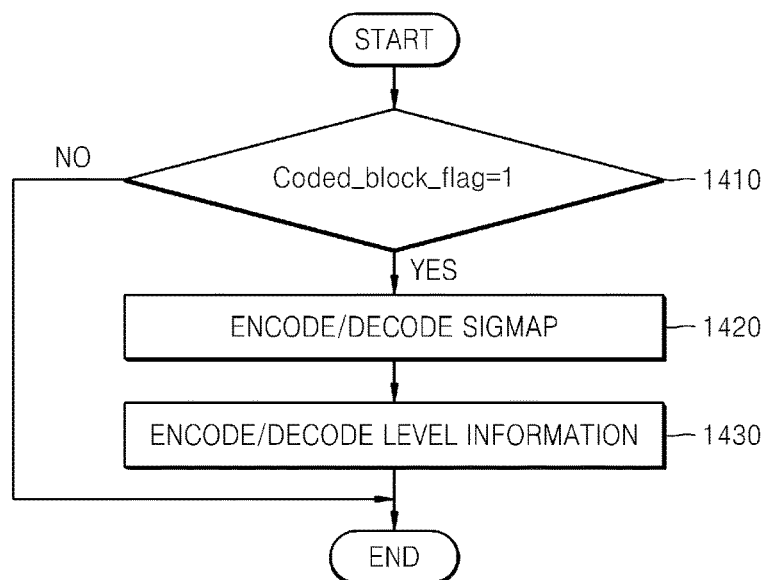 START
NO
Coded_block_flag=1
1410
YES
ENCODE/DECODE SIGMAP
1420
ENCODE/DECODE LEVEL INFORMATION
1430
END